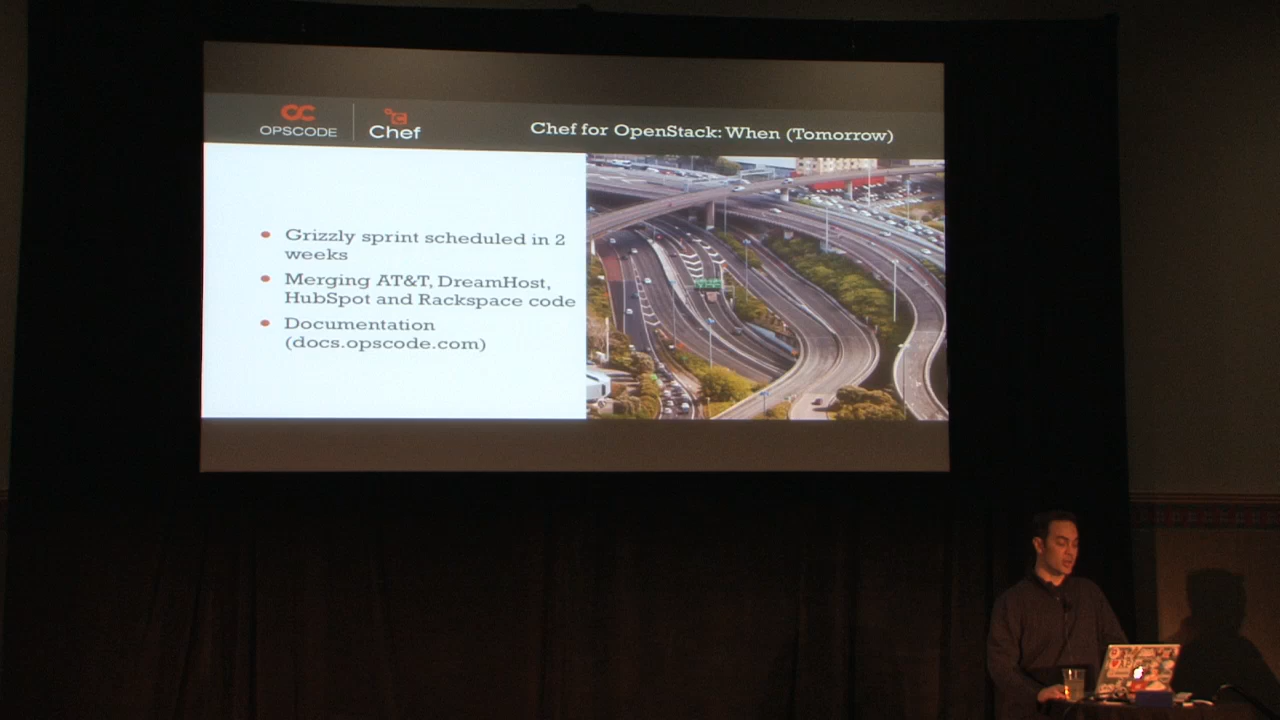 OPSCODE
Chef
Chef for OpenStack: When (Tomorrow)
Grizzly sprint scheduled in 2
weeks
Merging AT&T, DreamHost,
HubSpot and Rackspace code
Documentation
(docs.opscode.com)